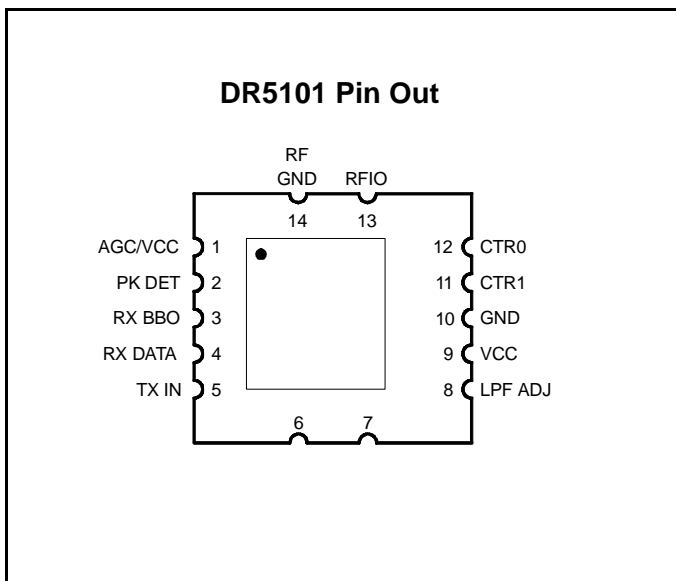 DR5101 Pin Out
RF
GND RFIO
14 13
AGC/VCC 1 12 CTR0
PK DET 2 11 CTR1
RX BBO 3 10 GND
RX DATA 4 9 VCC
TX IN 5 8 LPF ADJ
6 7